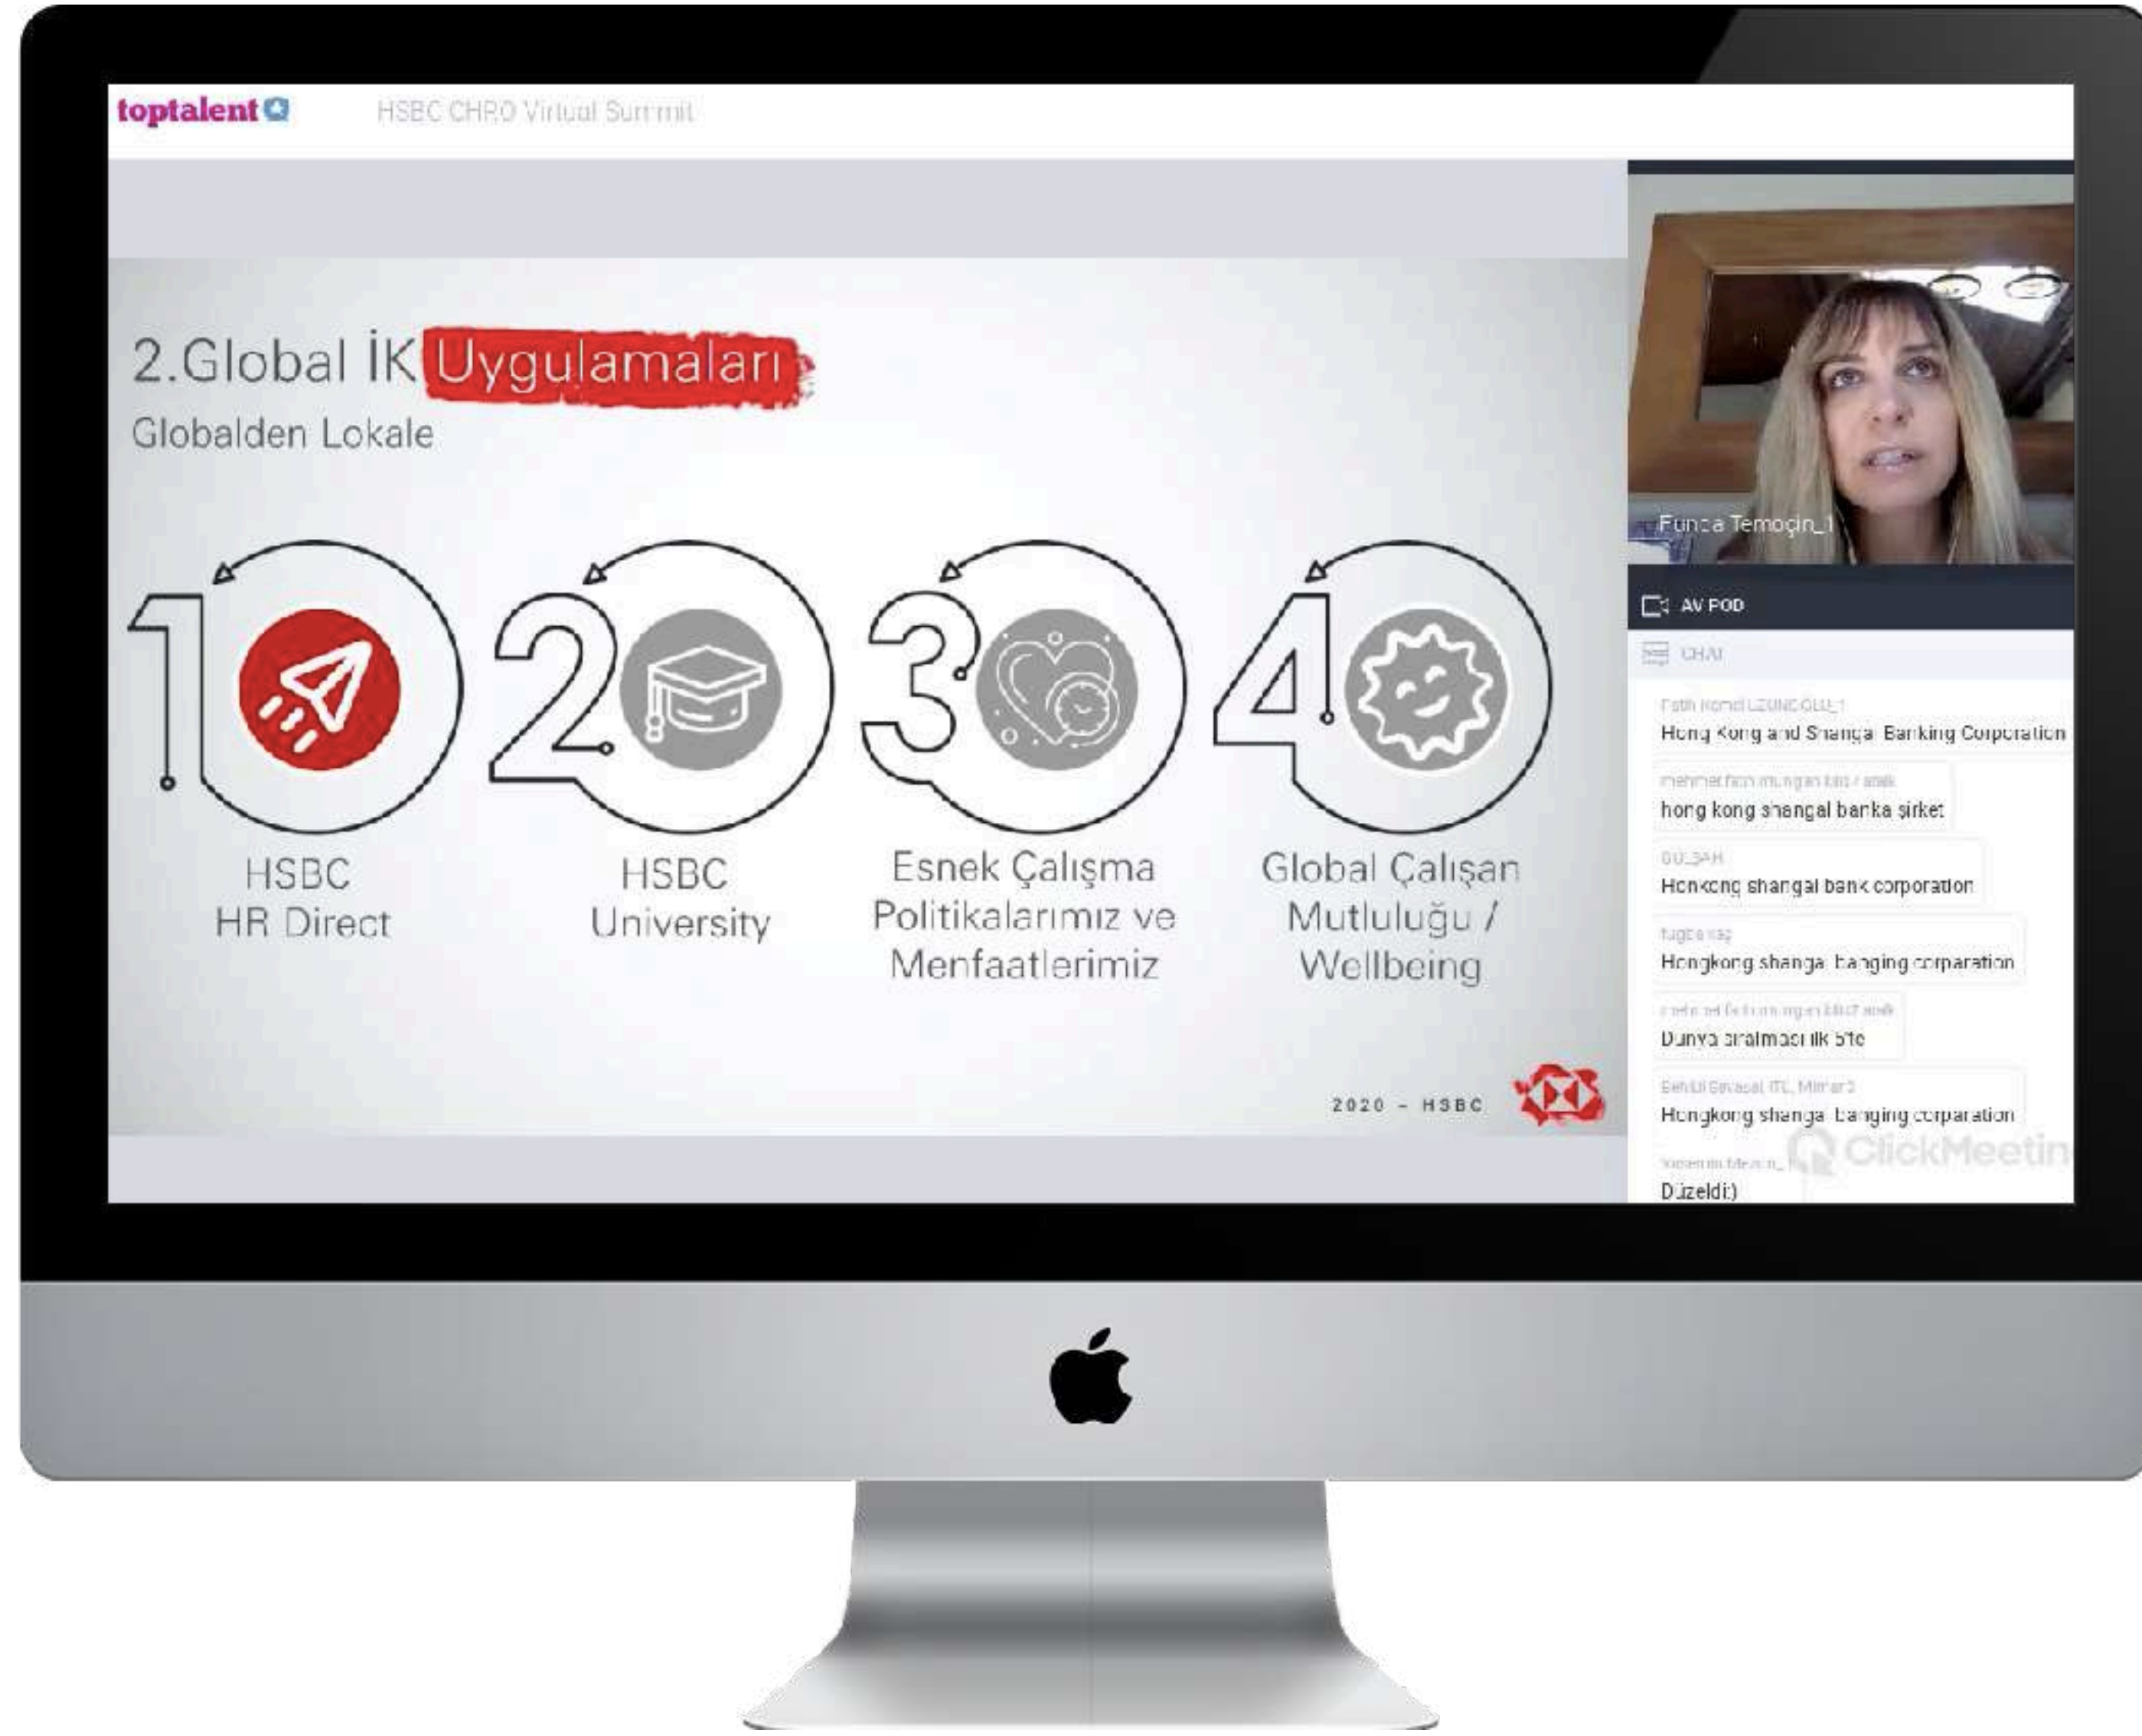 toptalent
HSBC CHRO Virtual Summit
2.Global İK Uygulamaları
Globalden Lokale
1
2
3
4
HSBC
HR Direct
HSBC
University
Esnek Çalışma
Politikalarımız ve
Menfaatlerimiz
Global Çalışan
Mutluluğu /
Wellbeing
2020 - HSBC
Funda Temoçin_1
AV POD
CHAT
Hong Kong and Shangai Banking Corporation
hong kong shangai banka şirket
GULSAH
Honkong shangai bank corporation
Hongkong shangai banging corparation
Dunya sıralması ilk 5'te
Hongkong shangai banging corparation
ClickMeetin
Düzeldi:)